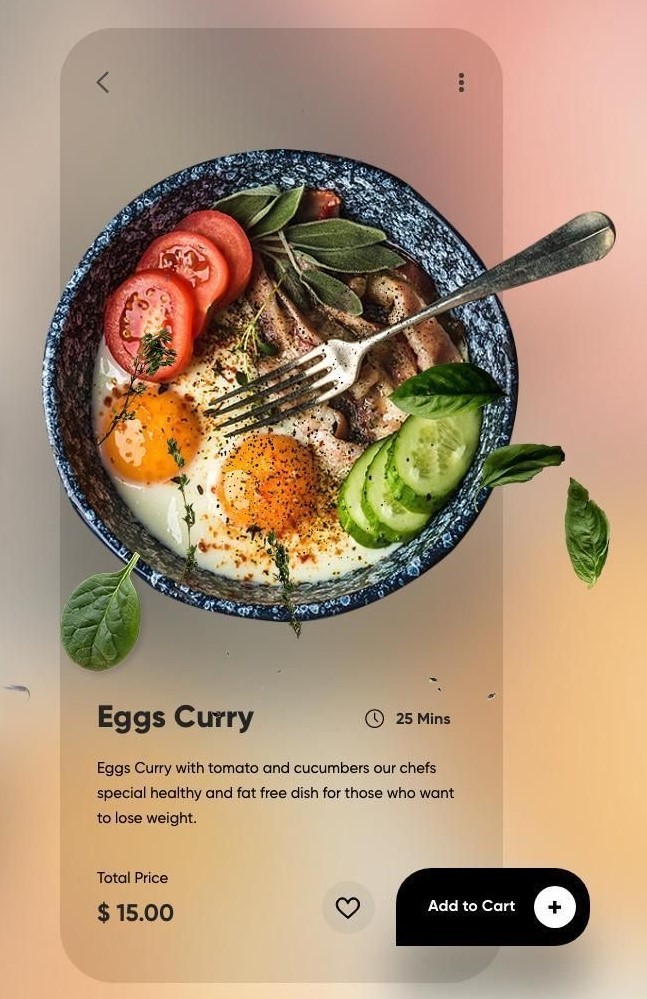 Eggs Curry
25 Mins
Eggs Curry with tomato and cucumbers our chefs
special healthy and fat free dish for those who want
to lose weight.
Total Price
$ 15.00
Add to Cart